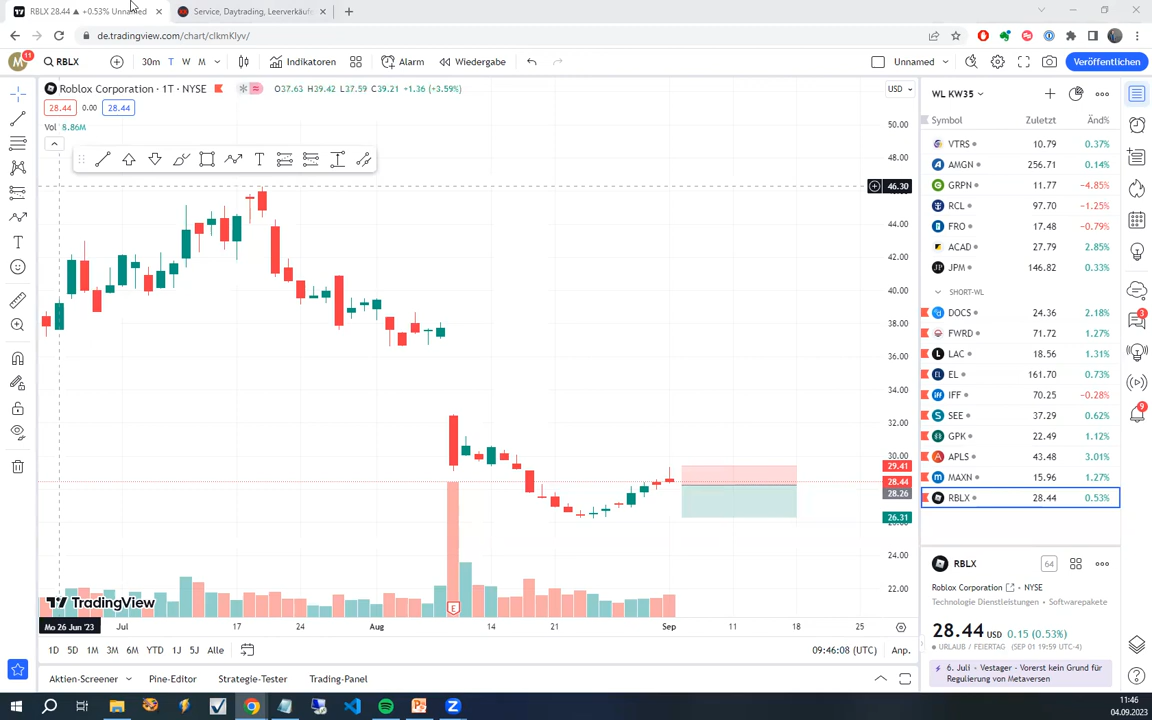 RBLX 28.44 ▲ +0.53% Unnamed
Service, Daytrading, Leerverkäuf
de.tradingview.com/chart/cIkmKlyv/
M 11
RBLX
30m T W M
Indikatoren
Alarm
Wiedergabe
Unnamed
Veröffentlichen
Roblox Corporation · 1T · NYSE
O37.63 H39.42 L37.59 C39.21 +1.36 (+3.59%)
28.44 0.00 28.44
Vol 5.86M
USD
50.00
48.00
46.30
44.00
42.00
40.00
38.00
36.00
34.00
32.00
30.00
29.41
28.44
28.26
26.31
24.00
22.00
E
TradingView
Mo 26 Jun '23
Jul
17
24
Aug
14
21
Sep
11
18
25
1D 5D 1M 3M 6M YTD 1J 5J Alle
09:46:08 (UTC)
Anp.
Aktien-Screener
Pine-Editor
Strategie-Tester
Trading-Panel
WL KW35
Symbol Zuletzt Änd%
VTRS 10.79 0.37%
AMGN 256.71 0.14%
GRPN 11.77 −4.85%
RCL 97.70 −1.25%
FRO 17.48 −0.79%
ACAD 27.79 2.85%
JPM 146.82 0.33%
SHORT-WL
DOCS 24.36 2.18%
FWRD 71.72 1.27%
LAC 18.56 1.31%
EL 161.70 0.73%
IFF 70.25 −0.28%
SEE 37.29 0.62%
GPK 22.49 1.12%
APLS 43.48 3.01%
MAXN 15.96 1.27%
RBLX 28.44 0.53%
RBLX
64
Roblox Corporation · NYSE
Technologie Dienstleistungen • Softwarepakete
28.44 USD 0.15 (0.53%)
URLAUB / FEIERTAG (SEP 01 19:59 UTC-4)
6. Juli - Vestager - Vorerst kein Grund für
Regulierung von Metaversen
3
9
11:46
04.09.2023